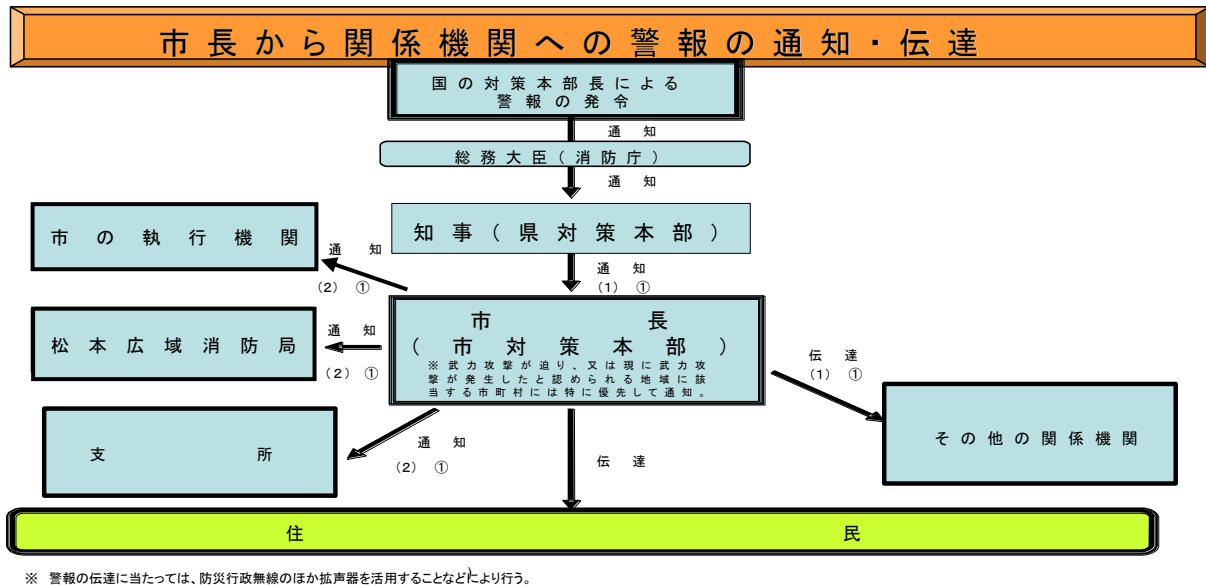 市長から関係機関への警報の通知・伝達
国の対策本部長による
警報の発令
通知
総務大臣(消防庁)
通知
知事(県対策本部)
市の執行機関
通知
(2) ①
通知
(1) ①
市長
(市対策本部)
※武力攻撃が迫り、又は現に武力攻
撃が発生したと認められる地域に該
当する市町村には特に優先して通知。
松本広域消防局
通知
(2) ①
伝達
(1) ①
その他の関係機関
支所
通知
(2) ①
伝達
住民
※ 警報の伝達に当たっては、防災行政無線のほか拡声器を活用することなどにより行う。